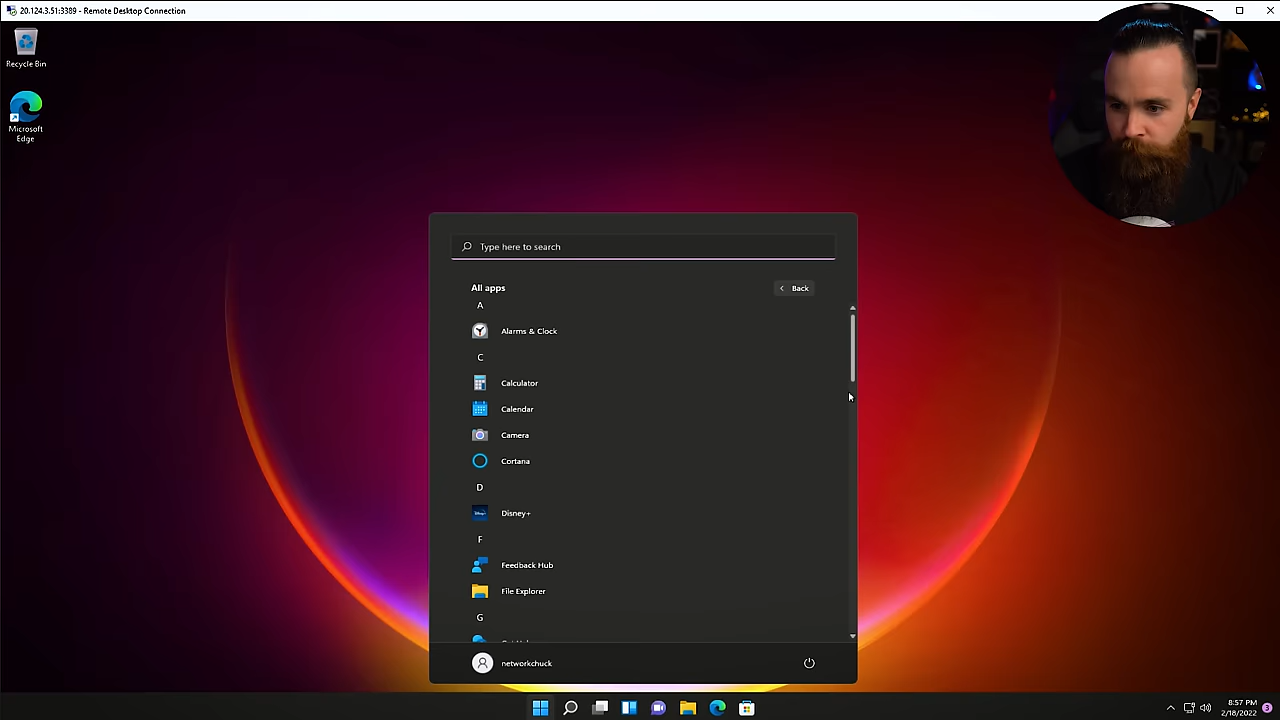 20.124.3.51:3389 - Remote Desktop Connection
Recycle Bin
Microsoft
Edge
Type here to search
All apps
Back
A
Alarms & Clock
C
Calculator
Calendar
Camera
Cortana
D
Disney+
F
Feedback Hub
File Explorer
G
networkchuck
8:57 PM
2/18/2022
3